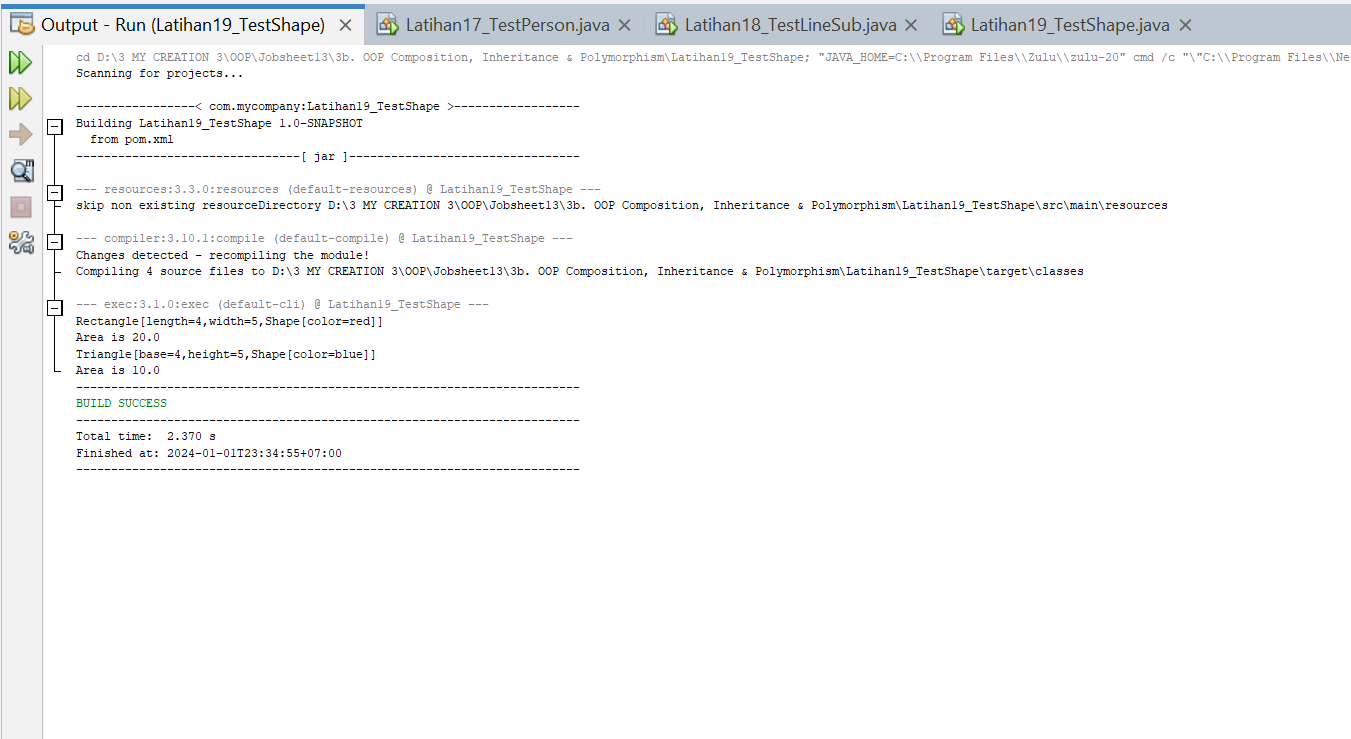 Output - Run (Latihan19_TestShape) Latihan17_TestPerson.java Latihan18_TestLineSub.java Latihan19_TestShape.java
cd D:\3 MY CREATION 3\OOP\Jobsheet13\3b. OOP Composition, Inheritance & Polymorphism\Latihan19_TestShape; "JAVA_HOME=C:\\Program Files\\Zulu\\zulu-20" cmd /c "\"C:\\Program Files\\Ne
Scanning for projects...
-----------------< com.mycompany:Latihan19_TestShape >------------------
Building Latihan19_TestShape 1.0-SNAPSHOT
from pom.xml
--------------------------------[ jar ]---------------------------------
--- resources:3.3.0:resources (default-resources) @ Latihan19_TestShape ---
skip non existing resourceDirectory D:\3 MY CREATION 3\OOP\Jobsheet13\3b. OOP Composition, Inheritance & Polymorphism\Latihan19_TestShape\src\main\resources
--- compiler:3.10.1:compile (default-compile) @ Latihan19_TestShape ---
Changes detected - recompiling the module!
Compiling 4 source files to D:\3 MY CREATION 3\OOP\Jobsheet13\3b. OOP Composition, Inheritance & Polymorphism\Latihan19_TestShape\target\classes
--- exec:3.1.0:exec (default-cli) @ Latihan19_TestShape ---
Rectangle[length=4,width=5,Shape[color=red]]
Area is 20.0
Triangle[base=4,height=5,Shape[color=blue]]
Area is 10.0
------------------------------------------------------------------------
BUILD SUCCESS
------------------------------------------------------------------------
Total time:  2.370 s
Finished at: 2024-01-01T23:34:55+07:00
------------------------------------------------------------------------